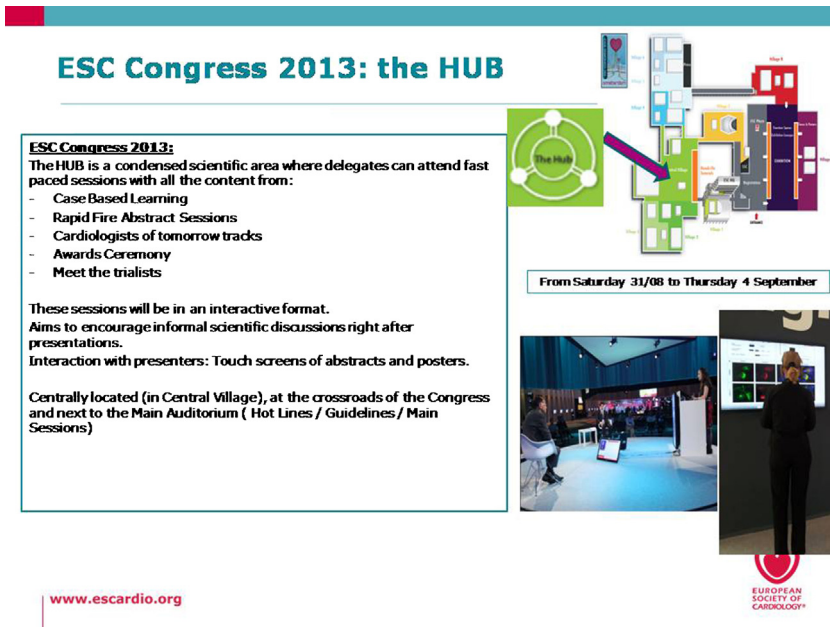 ESC Congress 2013: the HUB
ESC Congress 2013:
The HUB is a condensed scientific area where delegates can attend fast
paced sessions with all the content from:
- Case Based Learning
- Rapid Fire Abstract Sessions
- Cardiologists of tomorrow tracks
- Awards Ceremony
- Meet the trialists
These sessions will be in an interactive format.
Aims to encourage informal scientific discussions right after
presentations.
Interaction with presenters: Touch screens of abstracts and posters.
Centrally located (in Central Village), at the crossroads of the Congress
and next to the Main Auditorium ( Hot Lines / Guidelines / Main
Sessions)
The Hub
From Saturday 31/08 to Thursday 4 September
www.escardio.org
EUROPEAN
SOCIETY OF
CARDIOLOGY®